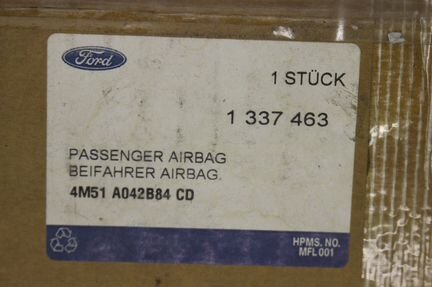 Ford
1 STÜCK
1 337 463
PASSENGER AIRBAG
BEIFAHRER AIRBAG.
4M51 A042B84 CD
HPMS. NO.
MFL 001